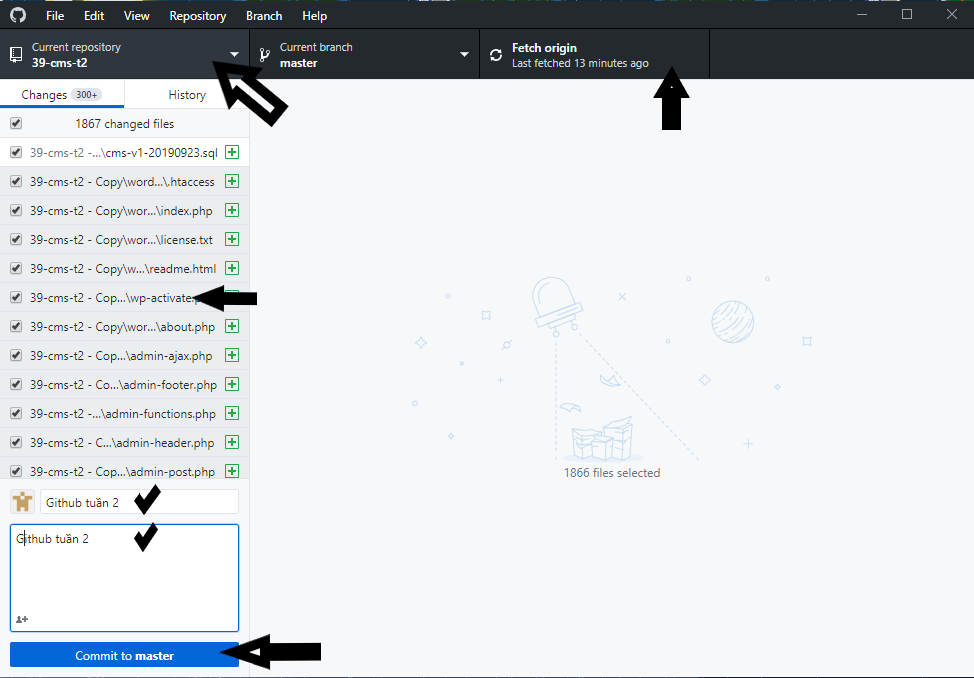 File Edit View Repository Branch Help
Current repository
39-cms-t2
Current branch
master
Fetch origin
Last fetched 13 minutes ago
Changes 300+ History
1867 changed files
39-cms-t2 -...\cms-v1-20190923.sql
39-cms-t2 - Copy\word...\.htaccess
39-cms-t2 - Copy\wor...\index.php
39-cms-t2 - Copy\wor...\license.txt
39-cms-t2 - Copy\w...\readme.html
39-cms-t2 - Cop...\wp-activate.p
39-cms-t2 - Copy\wor...\about.php
39-cms-t2 - Cop...\admin-ajax.php
39-cms-t2 - Co...\admin-footer.php
39-cms-t2 -...\admin-functions.php
39-cms-t2 - C...\admin-header.php
39-cms-t2 - Cop...\admin-post.php
1866 files selected
Github tuần 2
Github tuần 2
Commit to master